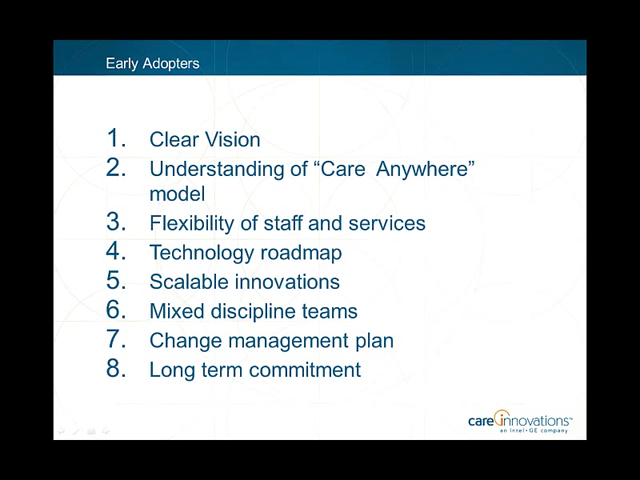 Early Adopters
1. Clear Vision
2. Understanding of “Care Anywhere”
model
3. Flexibility of staff and services
4. Technology roadmap
5. Scalable innovations
6. Mixed discipline teams
7. Change management plan
8. Long term commitment
care innovations™
an Intel • GE company